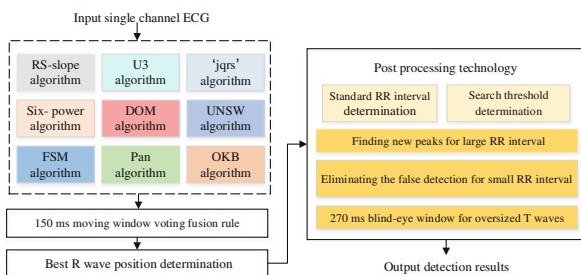 Input single channel ECG
RS-slope
algorithm
U3
algorithm
'jqrs'
algorithm
Six- power
algorithm
DOM
algorithm
UNSW
algorithm
FSM
algorithm
Pan
algorithm
OKB
algorithm
150 ms moving window voting fusion rule
Best R wave position determination
Post processing technology
Standard RR interval
determination
Search threshold
determination
Finding new peaks for large RR interval
Eliminating the false detection for small RR interval
270 ms blind-eye window for oversized T waves
Output detection results